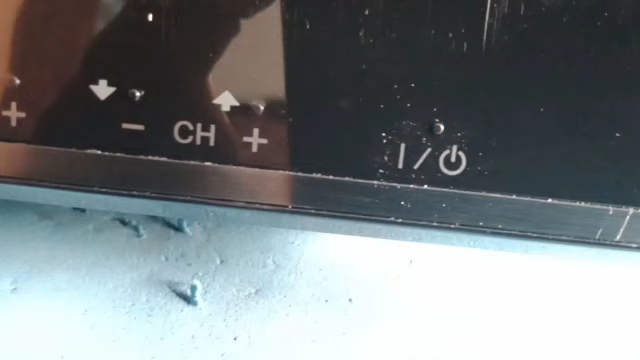 + - CH + I/⏻